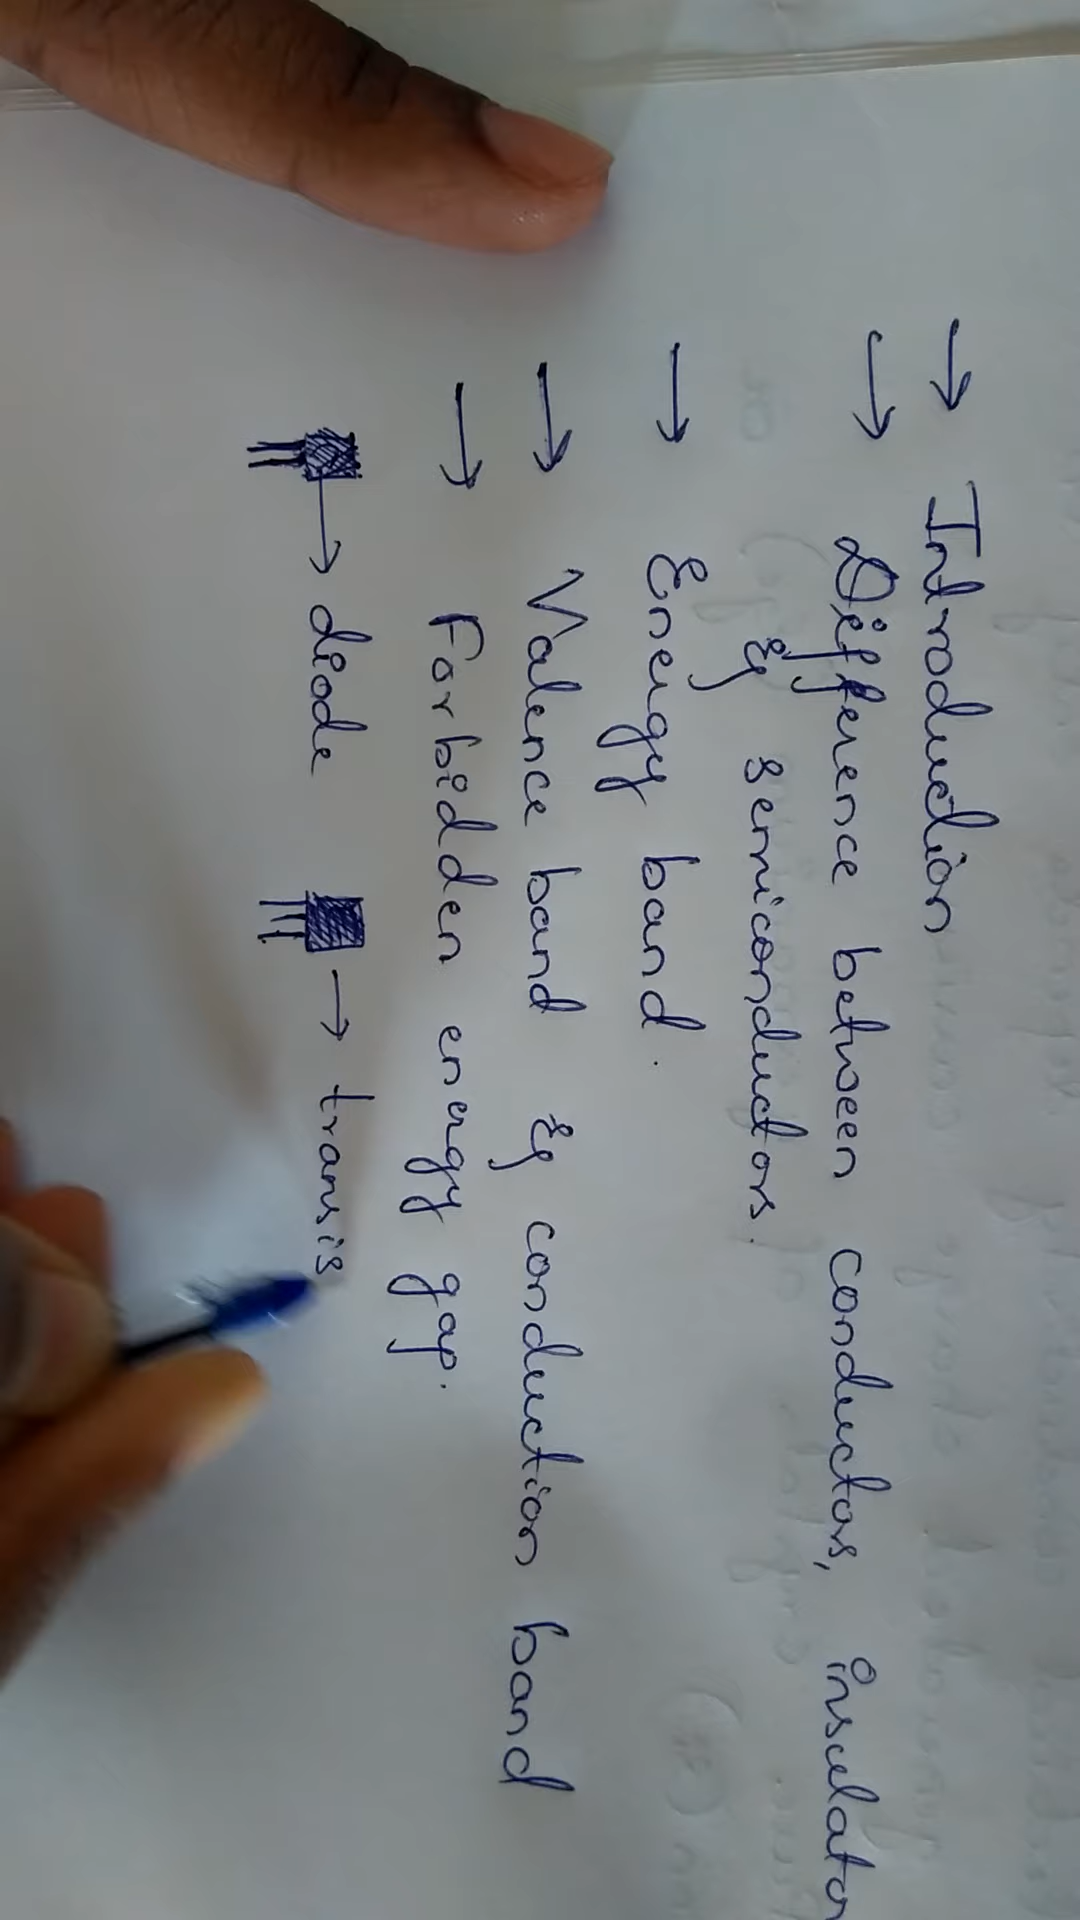 → Introduction
→ Difference between conductors, insulator
& semiconductors.
→ Energy band.
→ Valence band & conduction band
→ Forbidden energy gap.
→ diode → transis